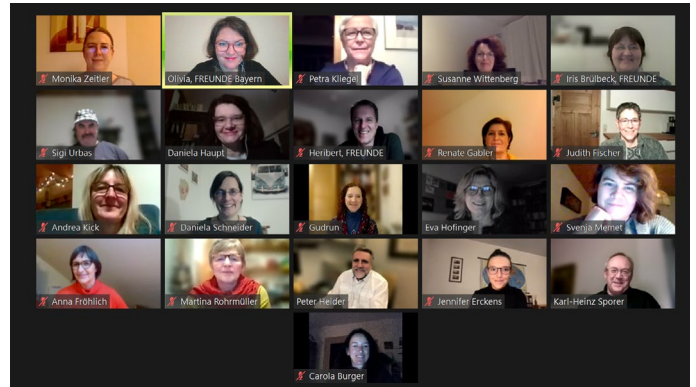 Monika Zeitler
Olivia, FREUNDE Bayern
Petra Kliegel
Susanne Wittenberg
Iris Brülbeck, FREUNDE
Sigi Urbas
Daniela Haupt
Heribert, FREUNDE
Renate Gabler
Judith Fischer
Andrea Kick
Daniela Schneider
Gudrun
Eva Hofinger
Svenja Memet
Anna Fröhlich
Martina Rohrmüller
Peter Heider
Jennifer Erckens
Karl-Heinz Sporer
Carola Burger